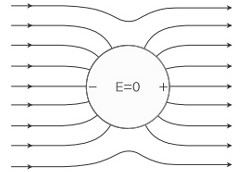 − E=0 +